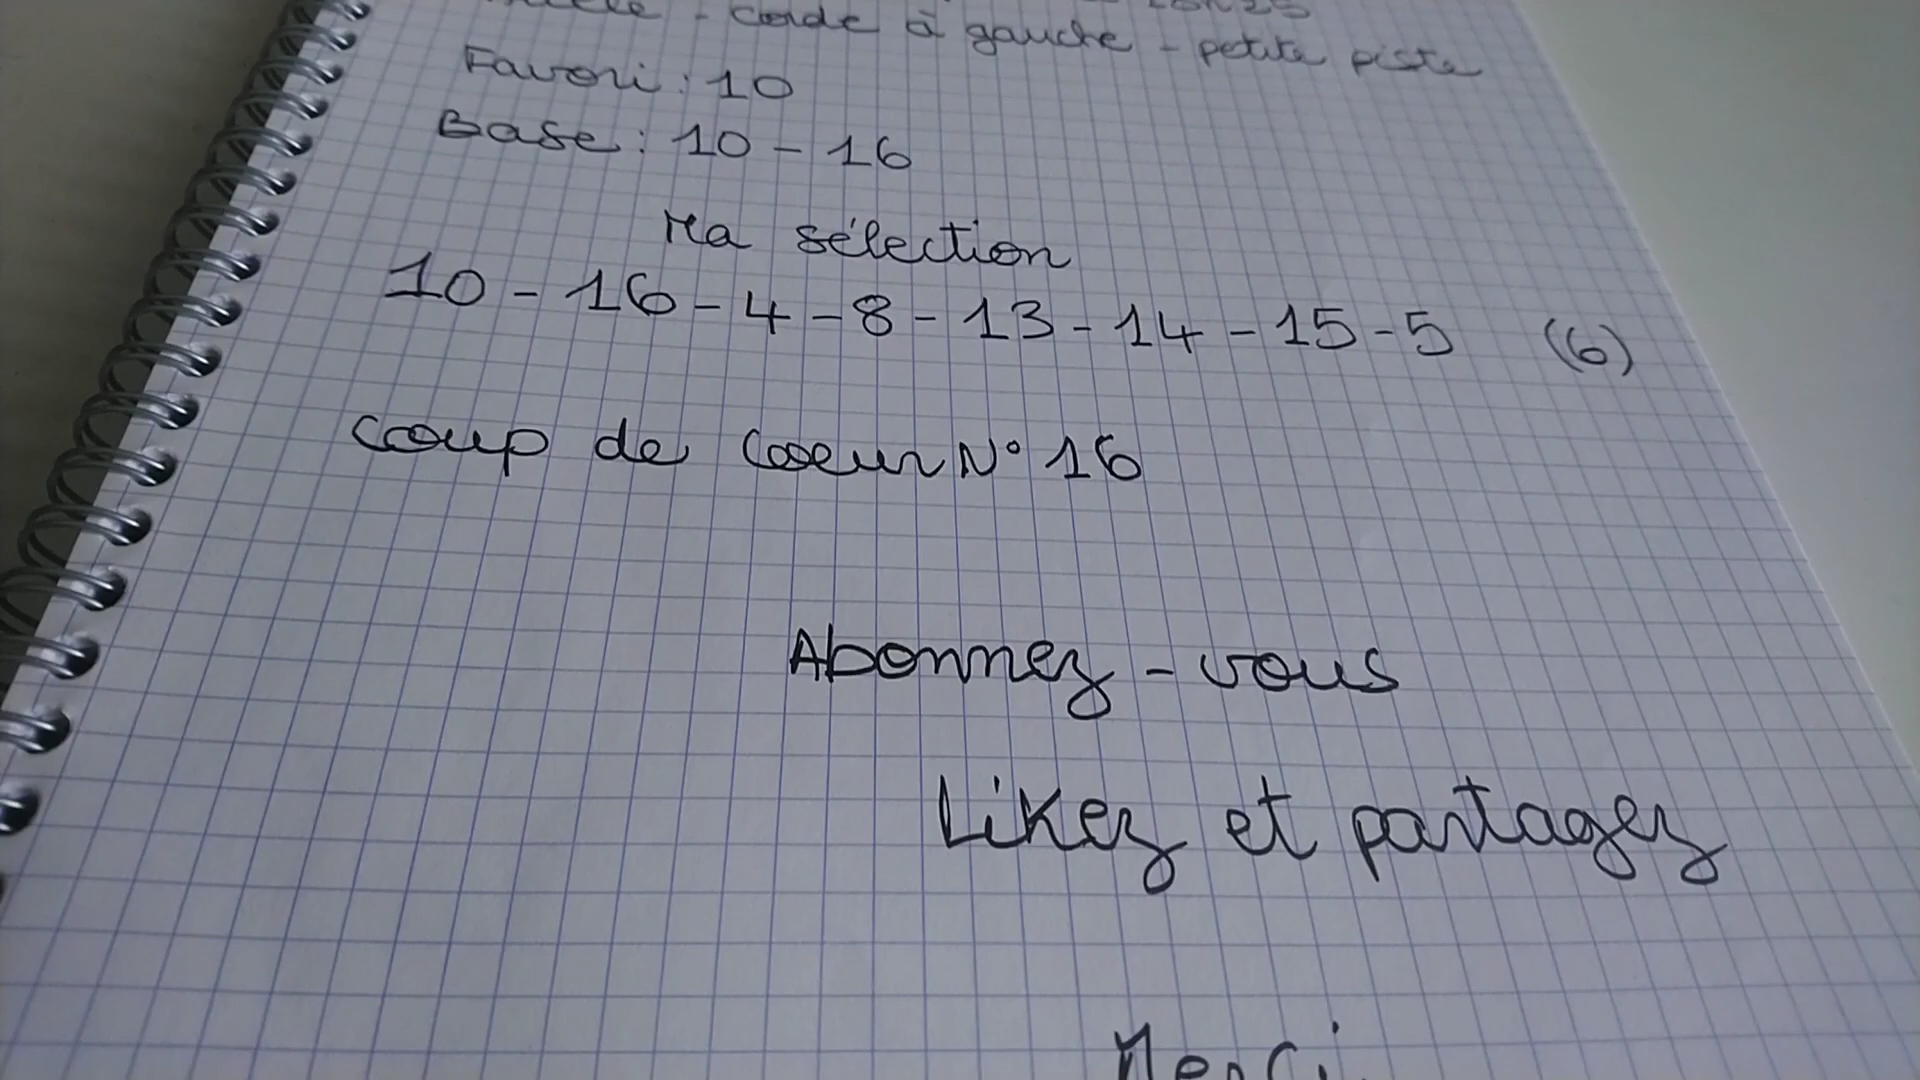 - corde à gauche - petite piste
Favori : 10
Base : 10 - 16
Ma sélection
10 - 16 - 4 - 8 - 13 - 14 - 15 - 5 (6)
Coup de Coeur N° 16
Abonnez - vous
Likez et partagez
Merci